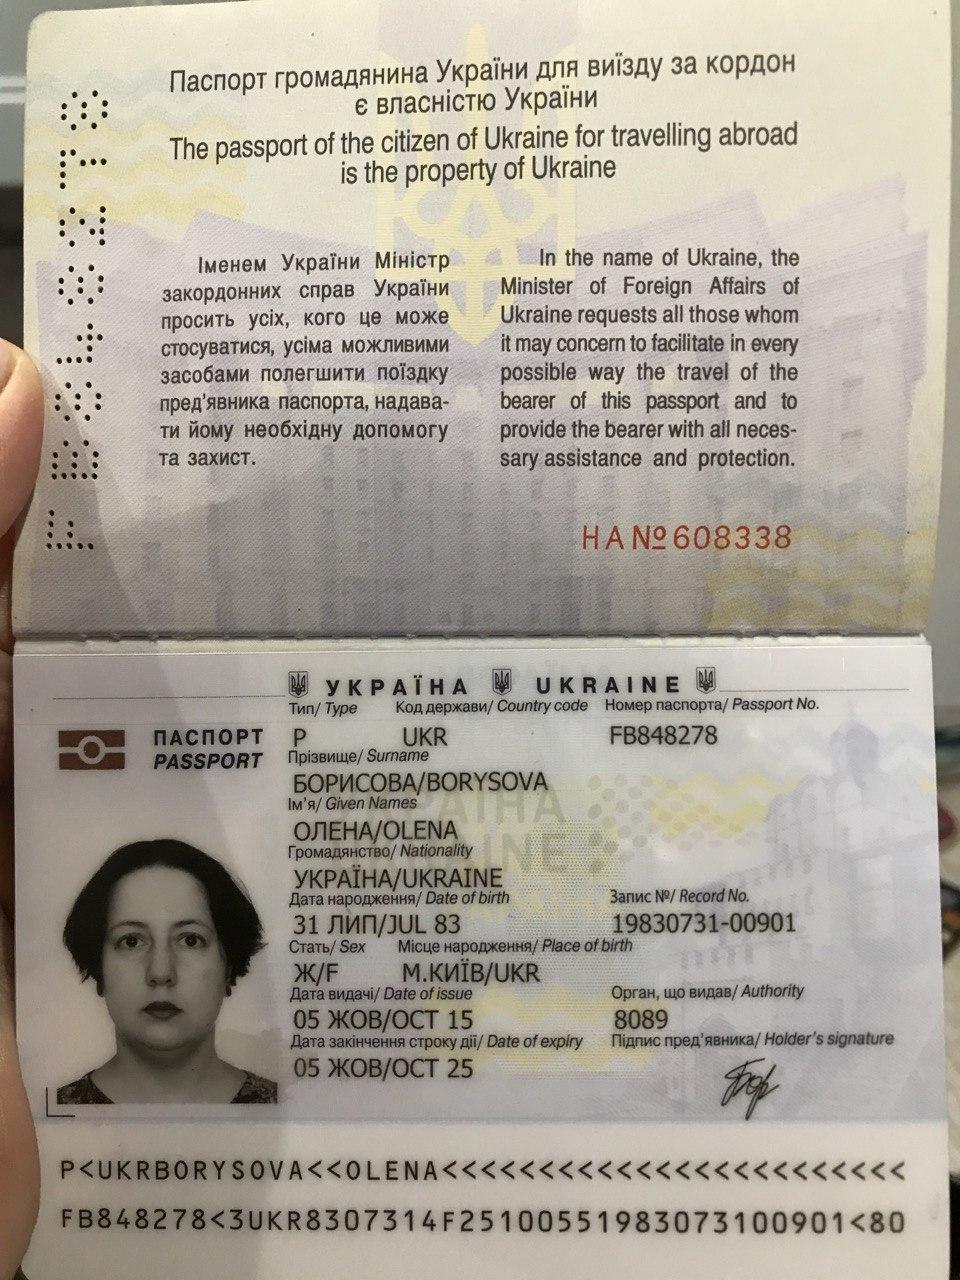 Паспорт громадянина України для виїзду за кордон
є власністю України
The passport of the citizen of Ukraine for travelling abroad
is the property of Ukraine
Іменем України Міністр
закордонних справ України
просить усіх, кого це може
стосуватися, усіма можливими
засобами полегшити поїздку
пред'явника паспорта, надава-
ти йому необхідну допомогу
та захист.
In the name of Ukraine, the
Minister of Foreign Affairs of
Ukraine requests all those whom
it may concern to facilitate in every
possible way the travel of the
bearer of this passport and to
provide the bearer with all neces-
sary assistance and protection.
НА№608338
FB848278
УКРАЇНА UKRAINE
Тип/ Type Код держави/ Country code Номер паспорта/ Passport No.
ПАСПОРТ
PASSPORT
P UKR FB848278
Прізвище/ Surname
БОРИСОВА/BORYSOVA
Ім'я/ Given Names
ОЛЕНА/OLENA
Громадянство/ Nationality
УКРАЇНА/UKRAINE
Дата народження/ Date of birth Запис №/ Record No.
31 ЛИП/JUL 83 19830731-00901
Стать/ Sex Місце народження/ Place of birth
Ж/F М.КИЇВ/UKR
Дата видачі/ Date of issue Орган, що видав/ Authority
05 ЖОВ/OCT 15 8089
Дата закінчення строку дії/ Date of expiry Підпис пред'явника/ Holder's signature
05 ЖОВ/OCT 25
P<UKRBORYSOVA<<OLENA<<<<<<<<<<<<<<<<<<<<<<<<
FB848278<3UKR8307314F25100551983073100901<80